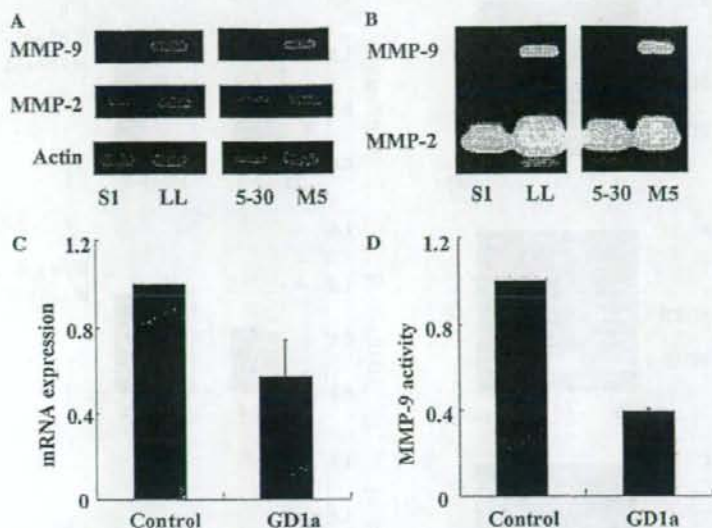 A
MMP-9
MMP-2
Actin
S1 LL 5-30 M5
B
MMP-9
MMP-2
S1 LL 5-30 M5
C
mRNA expression
1.2
0.8
0.4
0
Control GD1a
D
MMP-9 activity
1.2
0.8
0.4
0
Control GD1a